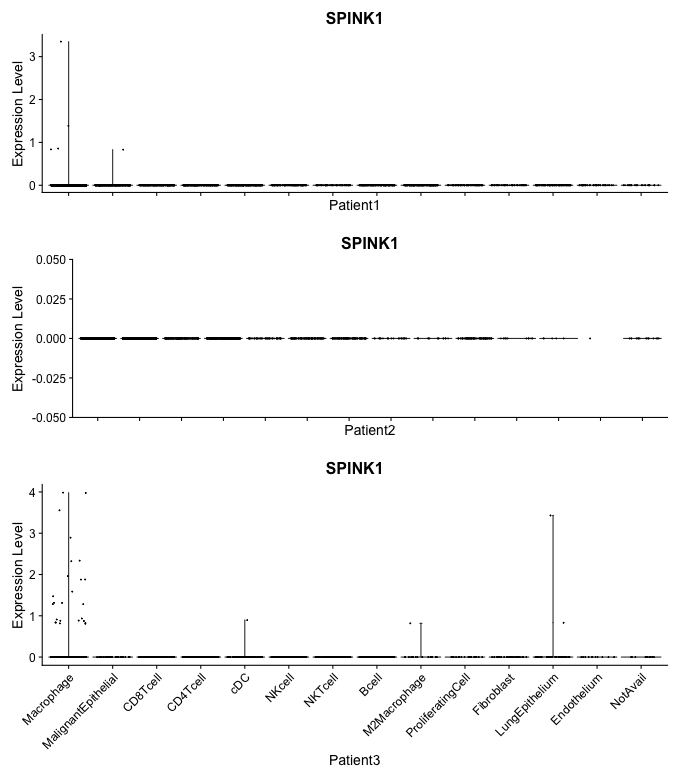 SPINK1
Expression Level
3
2
1
0
Patient1
SPINK1
Expression Level
0.050
0.025
0.000
-0.025
-0.050
Patient2
SPINK1
Expression Level
4
3
2
1
0
Macrophage
MalignantEpithelial
CD8Tcell
CD4Tcell
cDC
NKcell
NKTcell
Bcell
M2Macrophage
ProliferatingCell
Fibroblast
LungEpithelium
Endothelium
NotAvail
Patient3